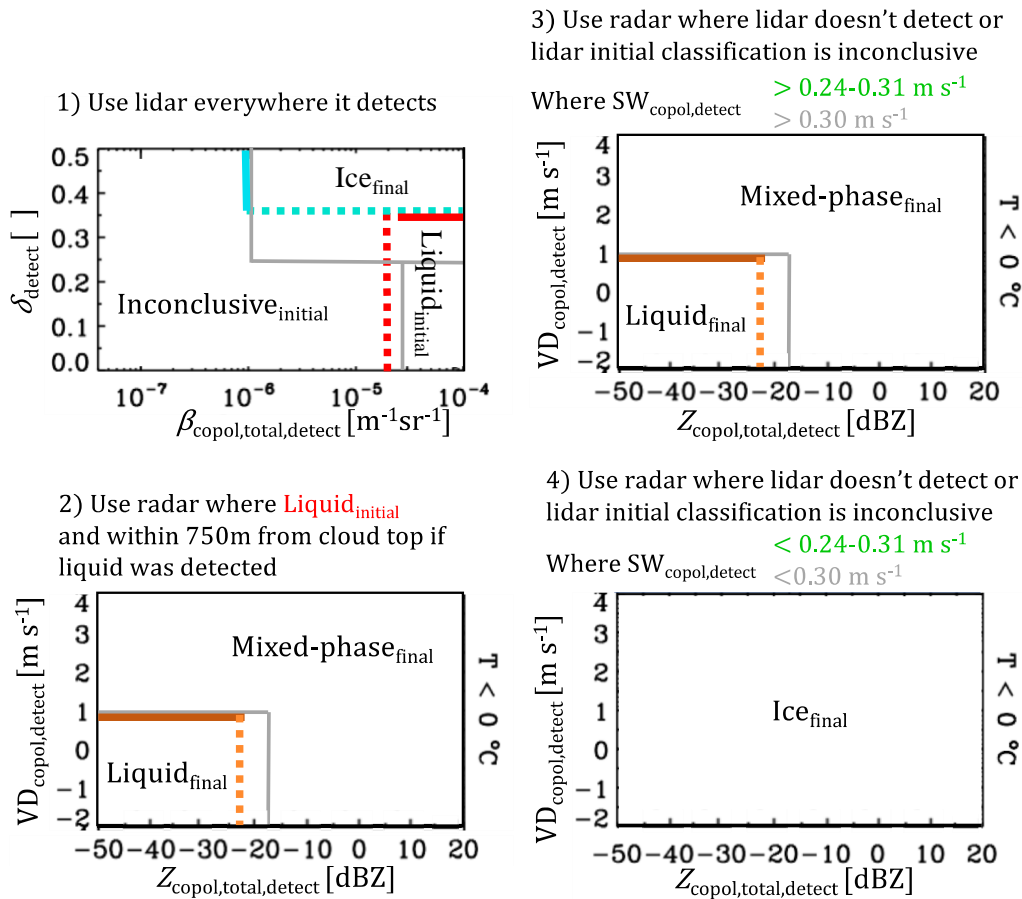 1) Use lidar everywhere it detects
δdetect[ ]
0.5
0.4
0.3
0.2
0.1
0.0
Icefinal
Liquidinitial
Inconclusiveinitial
10-7
10-6
10-5
10-4
βcopol,total,detect [m-1sr-1]
2) Use radar where Liquidinitial
and within 750m from cloud top if
liquid was detected
VDcopol,detect [m s-1]
4
3
2
1
0
-1
-2
Mixed-phasefinal
Liquidfinal
T < 0 °C
-50 -40 -30 -20 -10 0 10 20
Zcopol,total,detect [dBZ]
3) Use radar where lidar doesn’t detect or
lidar initial classification is inconclusive
Where SWcopol,detect
> 0.24-0.31 m s-1
> 0.30 m s-1
VDcopol,detect [m s-1]
4
3
2
1
0
-1
-2
Mixed-phasefinal
Liquidfinal
T < 0 °C
-50 -40 -30 -20 -10 0 10 20
Zcopol,total,detect [dBZ]
4) Use radar where lidar doesn’t detect or
lidar initial classification is inconclusive
Where SWcopol,detect
< 0.24-0.31 m s-1
<0.30 m s-1
VDcopol,detect [m s-1]
4
3
2
1
0
-1
-2
Icefinal
T < 0 °C
-50 -40 -30 -20 -10 0 10 20
Zcopol,total,detect [dBZ]